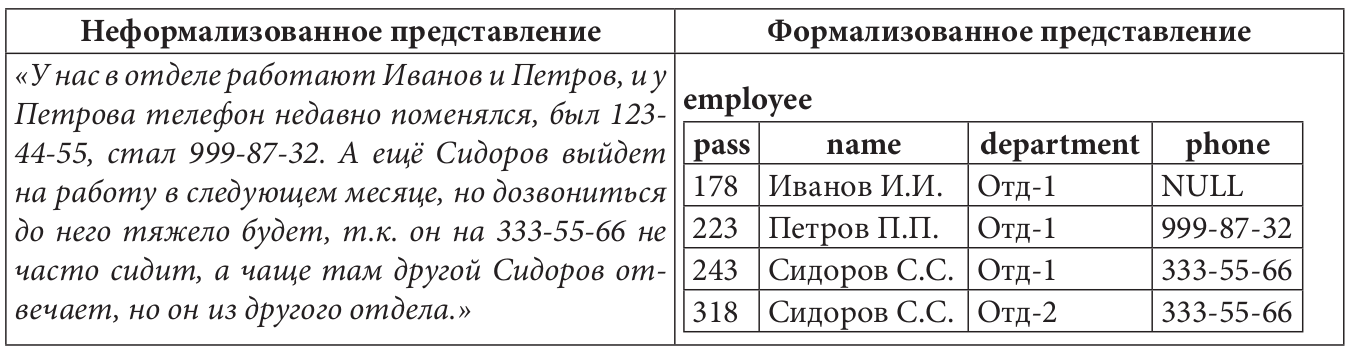 Неформализованное представление
Формализованное представление
«У нас в отделе работают Иванов и Петров, и у
Петрова телефон недавно поменялся, был 123-
44-55, стал 999-87-32. А ещё Сидоров выйдет
на работу в следующем месяце, но дозвониться
до него тяжело будет, т.к. он на 333-55-66 не
часто сидит, а чаще там другой Сидоров от-
вечает, но он из другого отдела.»
employee
pass name department phone
178 Иванов И.И. Отд-1 NULL
223 Петров П.П. Отд-1 999-87-32
243 Сидоров С.С. Отд-1 333-55-66
318 Сидоров С.С. Отд-2 333-55-66